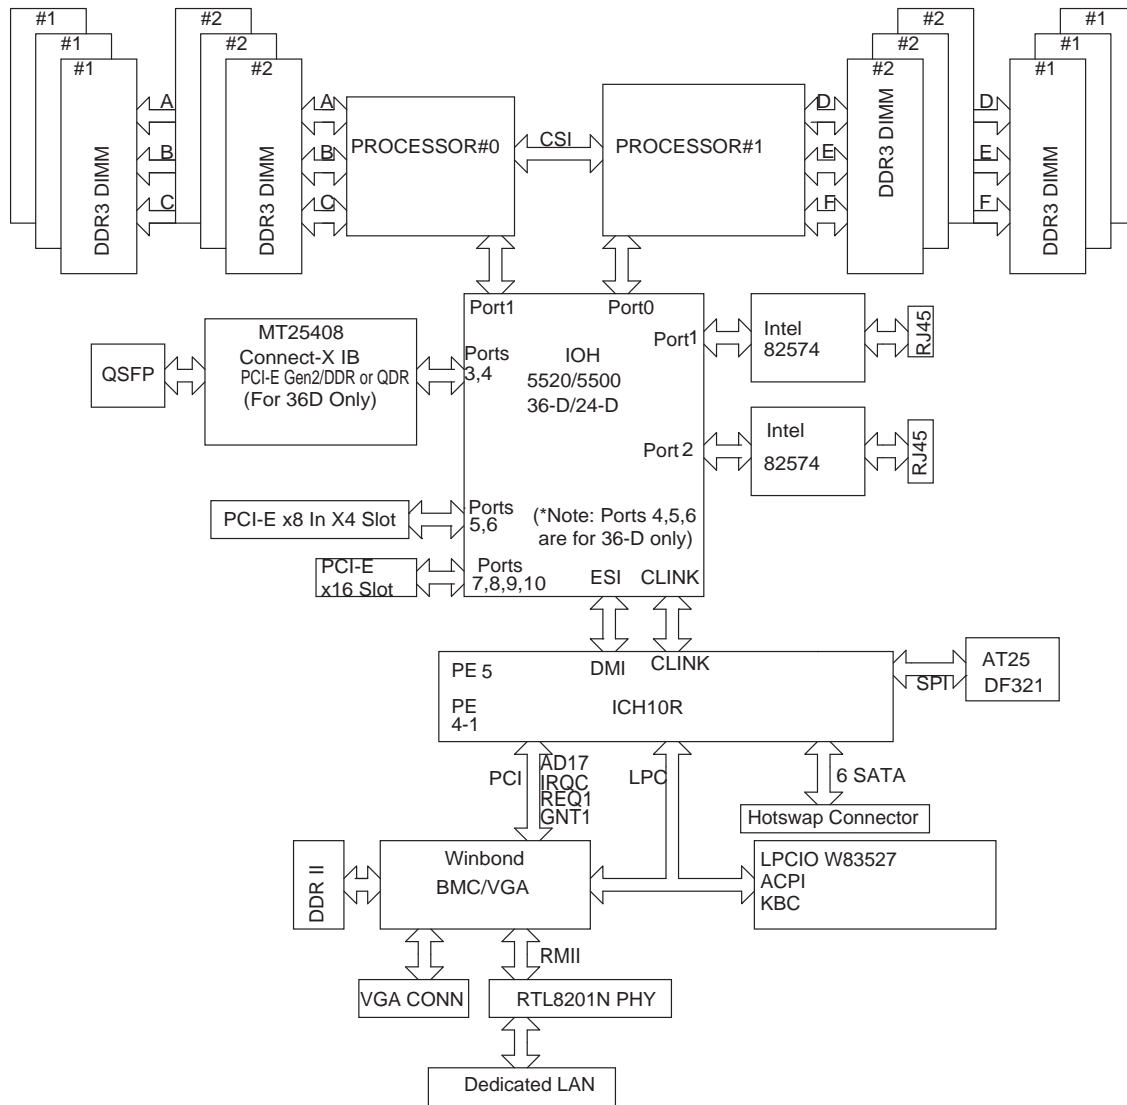 #1
#2
#2
#1
#1
#2
#2
#1
#1
#2
#2
#1
A
A
D
D
PROCESSOR#0
CSI
PROCESSOR#1
B
B
E
E
C
C
F
F
DDR3 DIMM
DDR3 DIMM
DDR3 DIMM
DDR3 DIMM
Port1
Port0
MT25408
Connect-X IB
PCI-E Gen2/DDR or QDR
(For 36D Only)
QSFP
Ports
3,4
IOH
5520/5500
36-D/24-D
Port1
Intel
82574
RJ45
Port 2
Intel
82574
RJ45
PCI-E x8 In X4 Slot
Ports
5,6
(*Note: Ports 4,5,6
are for 36-D only)
PCI-E
x16 Slot
Ports
7,8,9,10
ESI
CLINK
PE 5
DMI
CLINK
PE
4-1
ICH10R
SPI
AT25
DF321
PCI
AD17
IRQC
REQ1
GNT1
LPC
6 SATA
Hotswap Connector
DDR II
Winbond
BMC/VGA
LPCIO W83527
ACPI
KBC
RMII
VGA CONN
RTL8201N PHY
Dedicated LAN